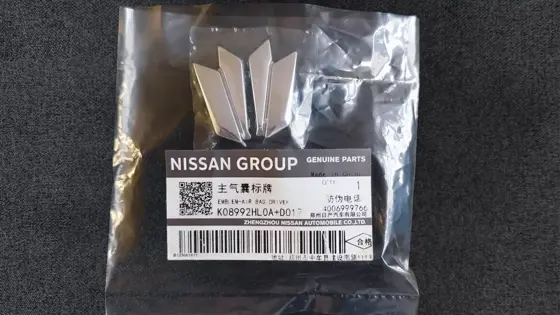 NISSAN GROUP GENUINE PARTS
主气囊标牌
QTY: 1
EMBLEM-AIR BAG DRIVER
防伪电话
K08992HL0A+D017
4006999766
郑州日产汽车有限公司
ZHENGZHOU NISSAN AUTOMOBILE CO.,LTD.
合格